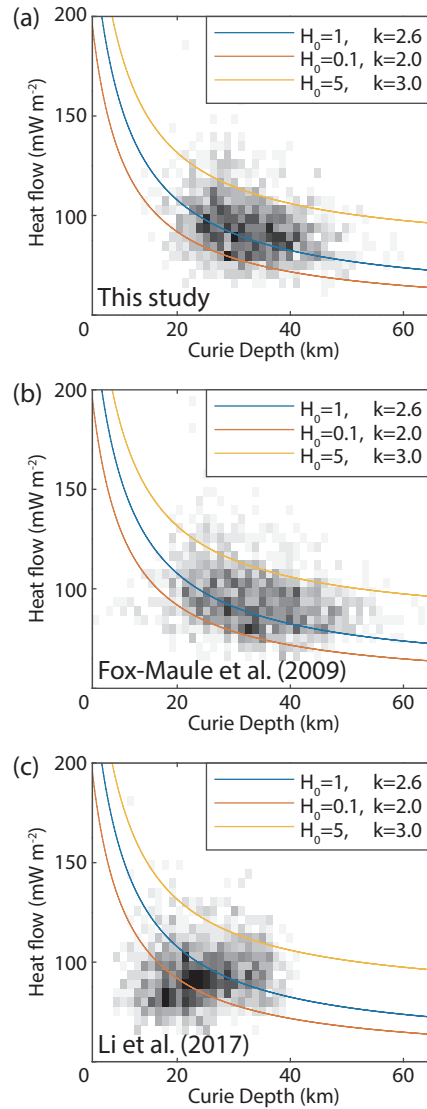 (a)
200
150
100
Heat flow (mW m⁻²)
H₀=1, k=2.6
H₀=0.1, k=2.0
H₀=5, k=3.0
This study
0 20 40 60
Curie Depth (km)
(b)
200
150
100
Heat flow (mW m⁻²)
H₀=1, k=2.6
H₀=0.1, k=2.0
H₀=5, k=3.0
Fox-Maule et al. (2009)
0 20 40 60
Curie Depth (km)
(c)
200
150
100
Heat flow (mW m⁻²)
H₀=1, k=2.6
H₀=0.1, k=2.0
H₀=5, k=3.0
Li et al. (2017)
0 20 40 60
Curie Depth (km)